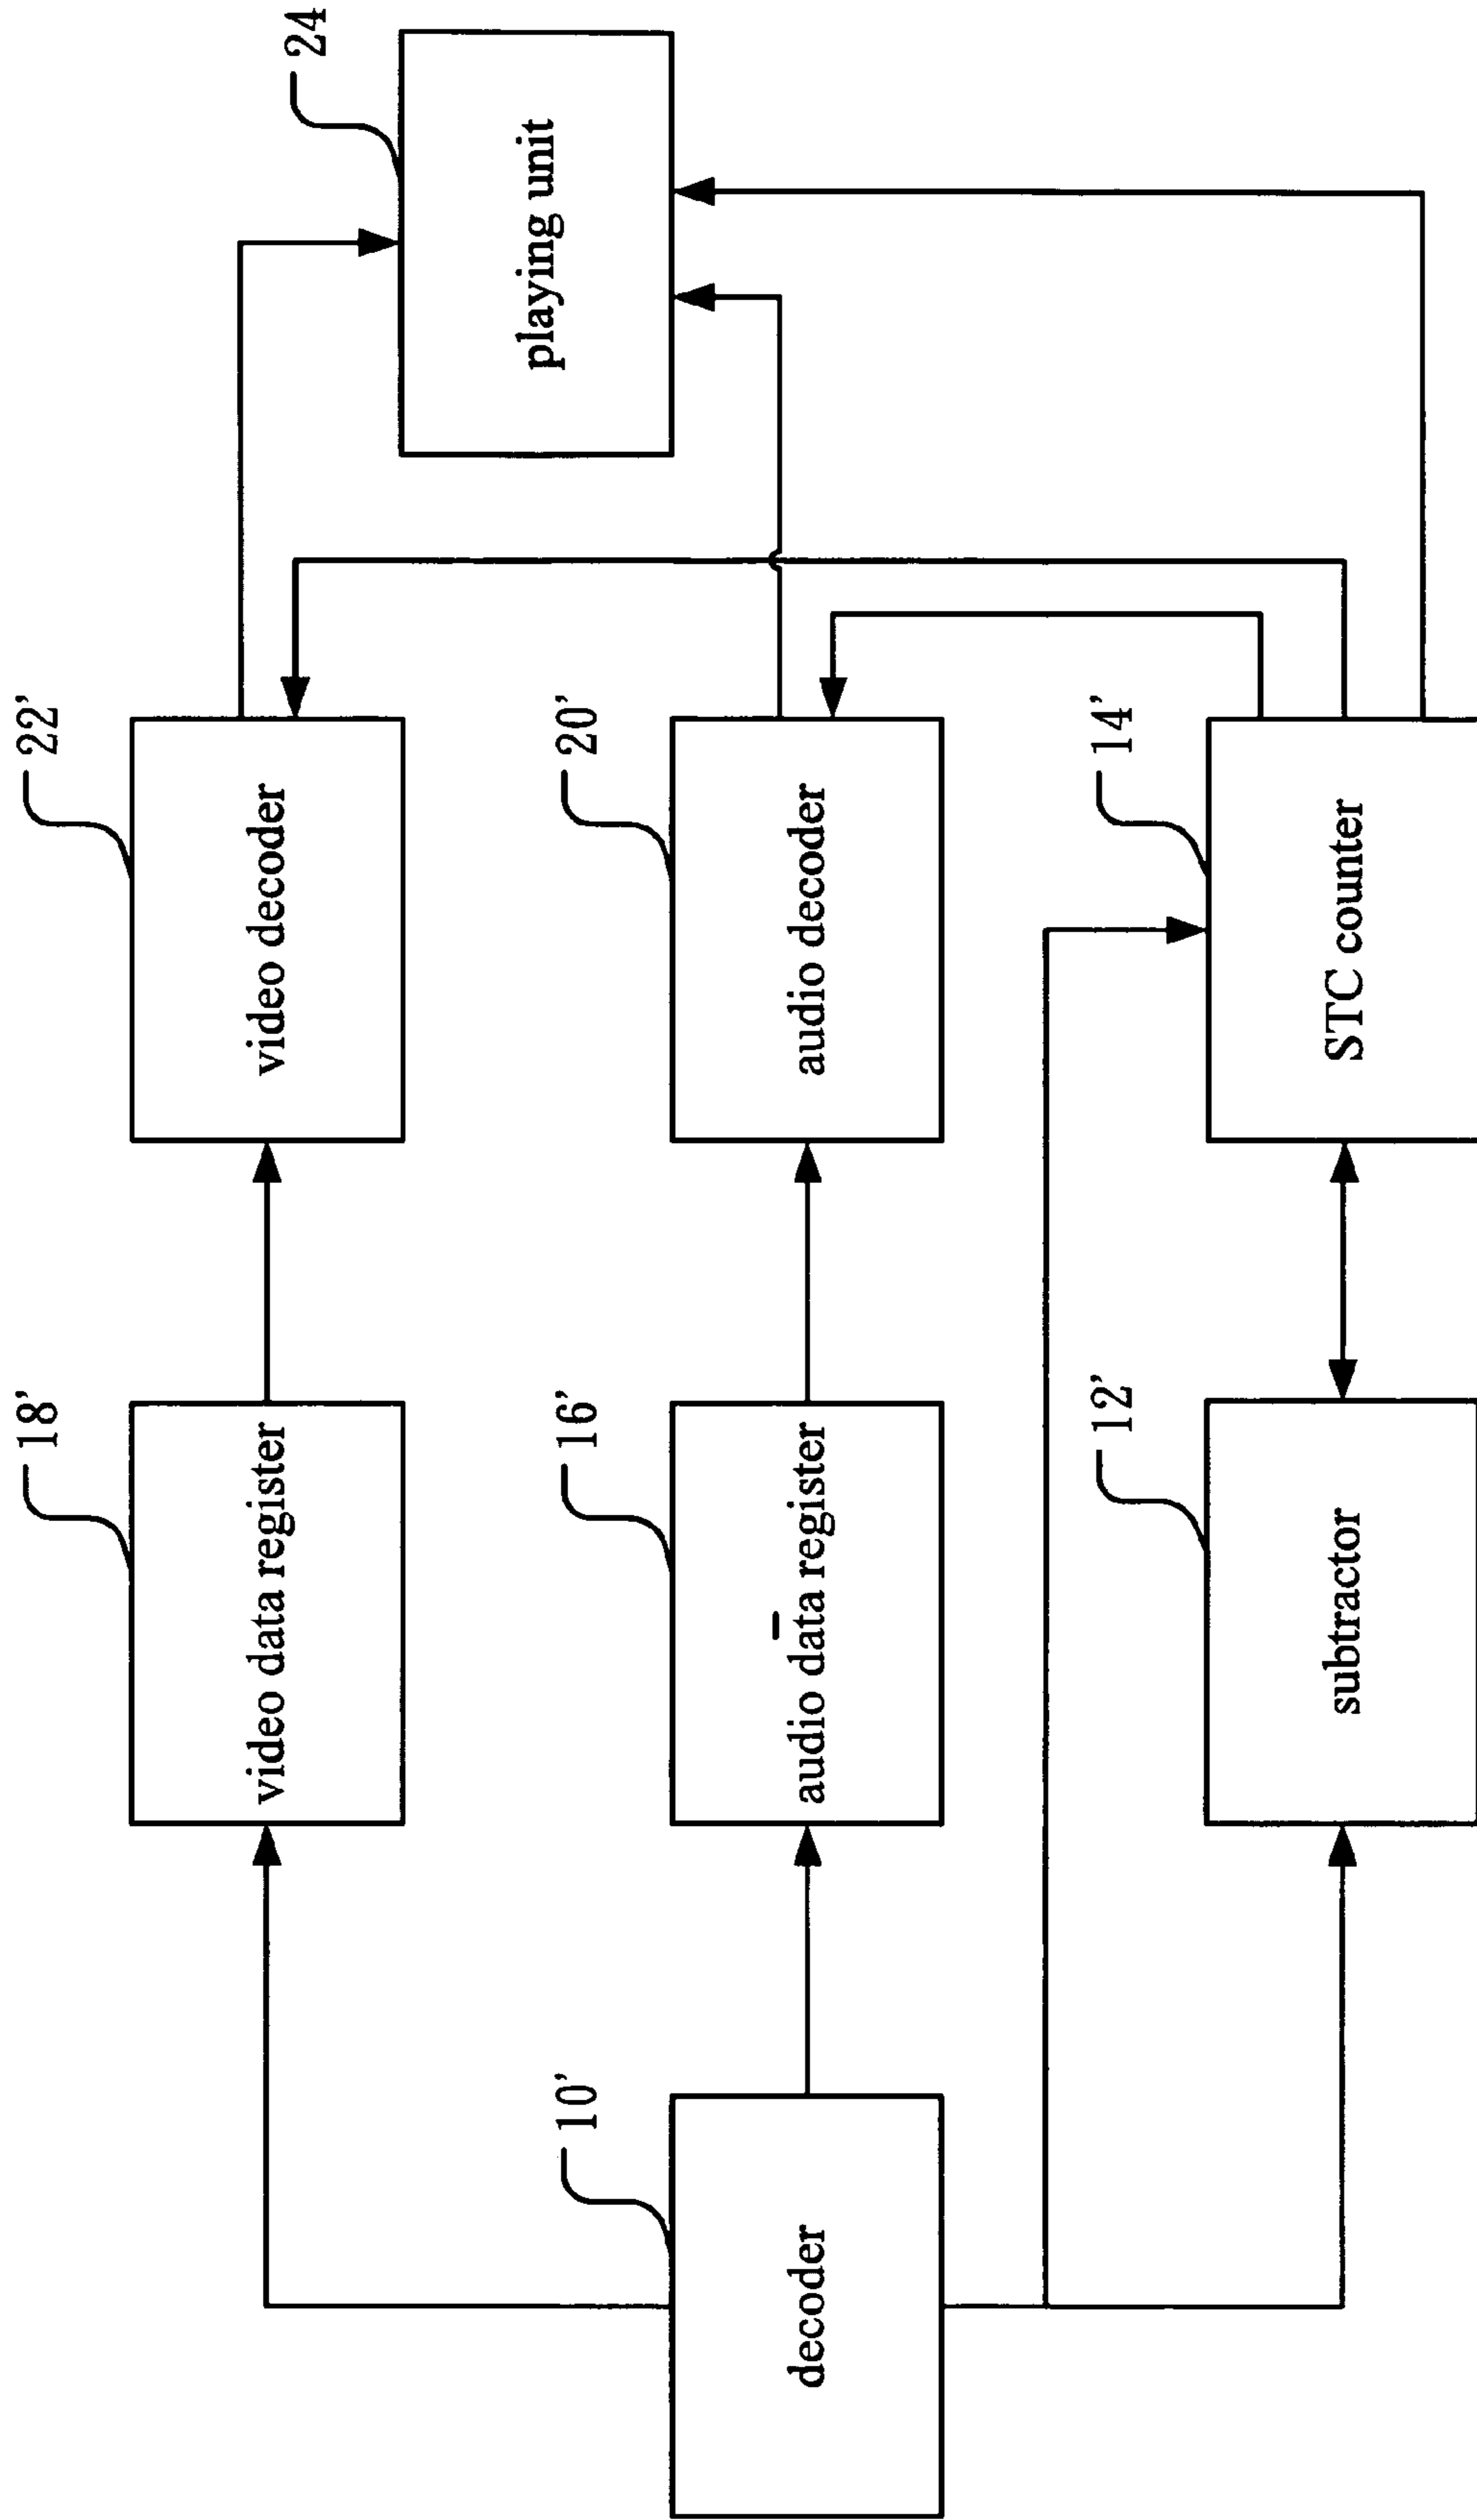 18’
video data register
22’
video decoder
24
playing unit
10’
decoder
16’
audio data register
20’
audio decoder
12’
subtractor
14’
STC counter